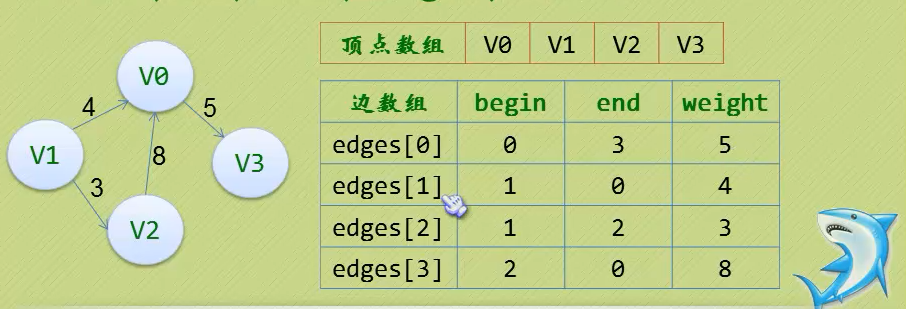 顶点数组 V0 V1 V2 V3
边数组 begin end weight
edges[0] 0 3 5
edges[1] 1 0 4
edges[2] 1 2 3
edges[3] 2 0 8
V0
4
5
V1
8
V3
3
V2